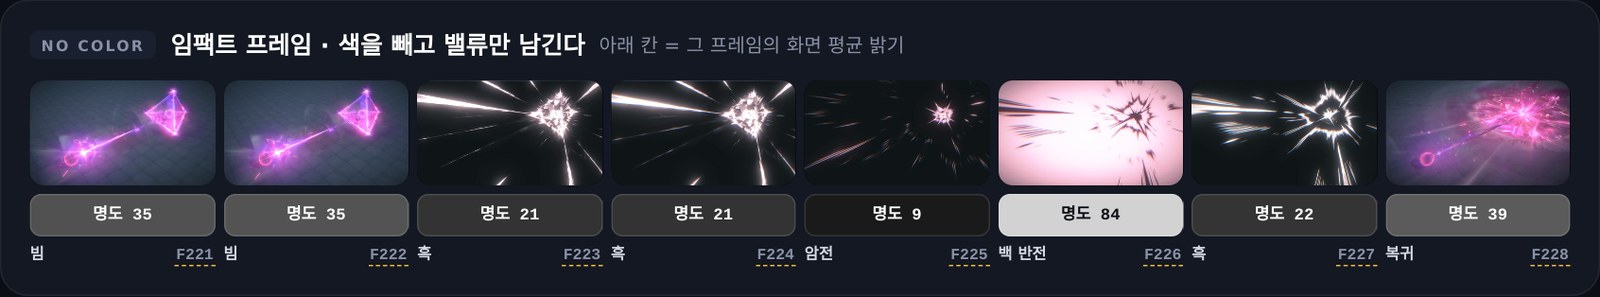 NO COLOR 임팩트 프레임 · 색을 빼고 밸류만 남긴다 아래 칸 = 그 프레임의 화면 평균 밝기
명도 35 명도 35 명도 21 명도 21 명도 9 명도 84 명도 22 명도 39
빔 F221 빔 F222 흑 F223 흑 F224 암전 F225 백 반전 F226 흑 F227 복귀 F228